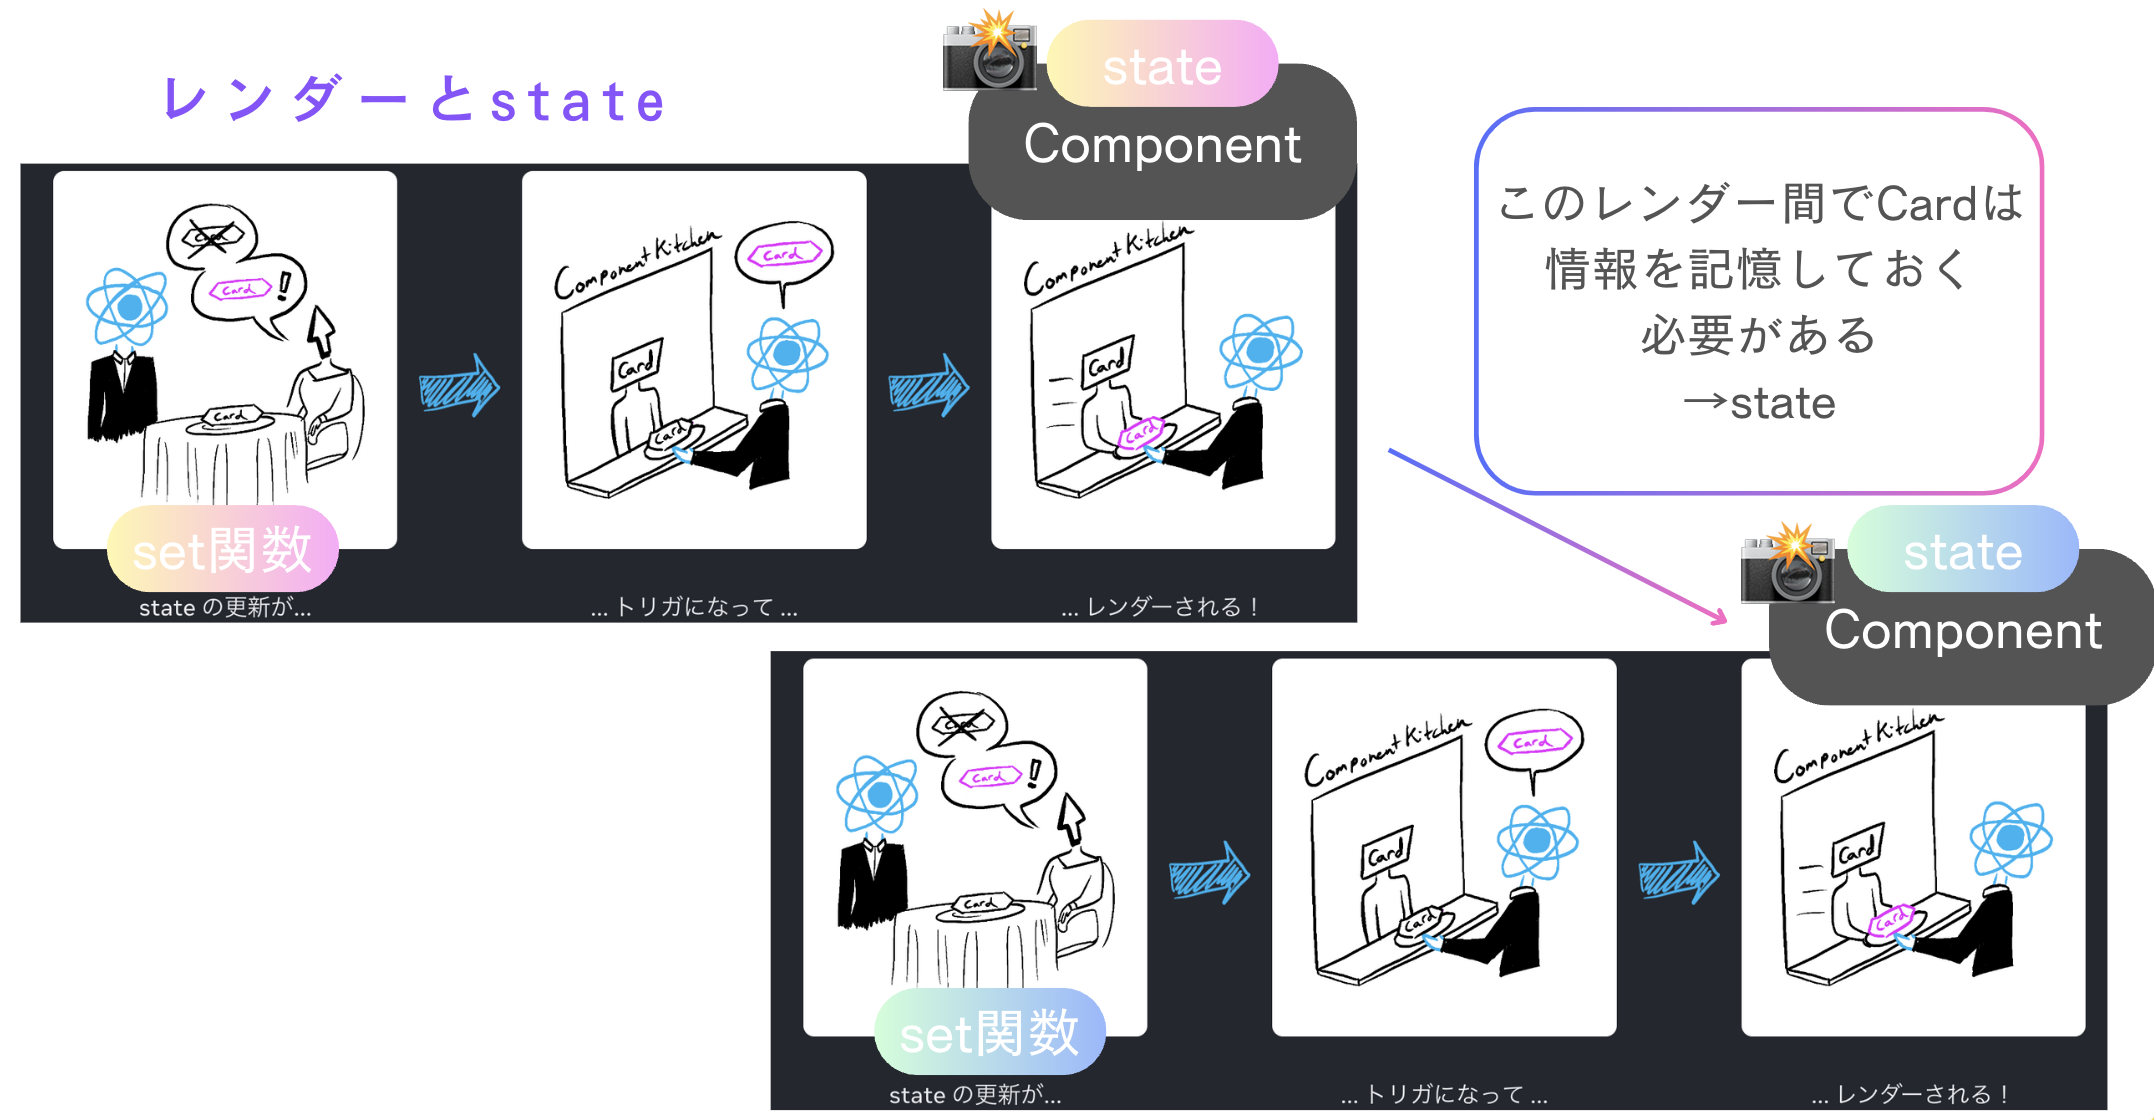 レンダーとstate
state
Component
このレンダー間でCardは
情報を記憶しておく
必要がある
→state
Card
Card
!
Card
Component Kitchen
Card
Card
Card
Component Kitchen
Card
Card
set関数
state の更新が...
... トリガになって ...
... レンダーされる！
state
Component
Card
Card
!
Card
Component Kitchen
Card
Card
Card
Component Kitchen
Card
Card
set関数
state の更新が...
... トリガになって ...
... レンダーされる！